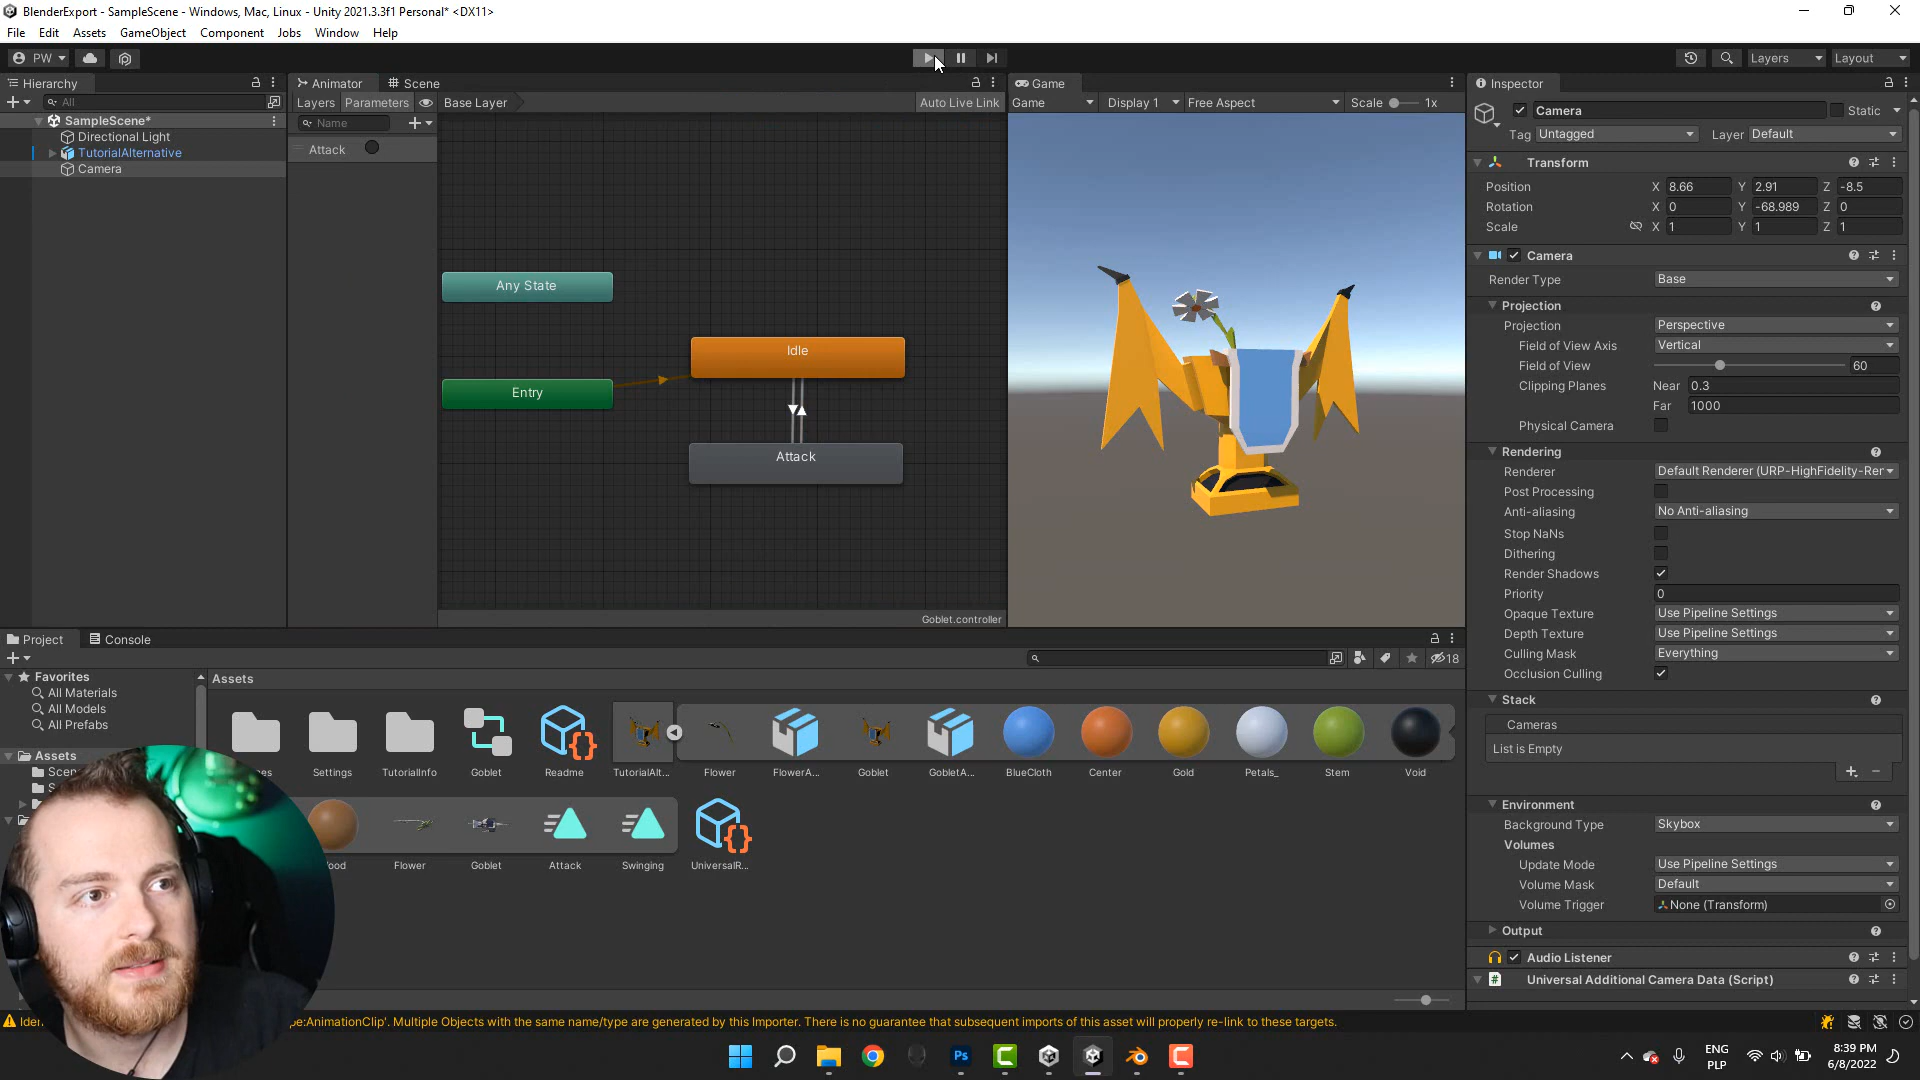 BlenderExport - SampleScene - Windows, Mac, Linux - Unity 2021.3.3f1 Personal* <DX11>
File Edit Assets GameObject Component Jobs Window Help
PW
Layers Layout
Hierarchy
All
SampleScene*
Directional Light
TutorialAlternative
Camera
Animator Scene
Layers Parameters Base Layer Auto Live Link
Name
Attack
Any State
Entry
Idle
Attack
Goblet.controller
Game
Game Display 1 Free Aspect Scale 1x
Inspector
Camera Static
Tag Untagged Layer Default
Transform
Position X 8.66 Y 2.91 Z -8.5
Rotation X 0 Y -68.989 Z 0
Scale X 1 Y 1 Z 1
Camera
Render Type Base
Projection
Projection Perspective
Field of View Axis Vertical
Field of View 60
Clipping Planes Near 0.3
Far 1000
Physical Camera
Rendering
Renderer Default Renderer (URP-HighFidelity-Rer
Post Processing
Anti-aliasing No Anti-aliasing
Stop NaNs
Dithering
Render Shadows
Priority 0
Opaque Texture Use Pipeline Settings
Depth Texture Use Pipeline Settings
Culling Mask Everything
Occlusion Culling
Stack
Cameras
List is Empty
Environment
Background Type Skybox
Volumes
Update Mode Use Pipeline Settings
Volume Mask Default
Volume Trigger None (Transform)
Output
Audio Listener
Universal Additional Camera Data (Script)
Project Console
18
Favorites
All Materials
All Models
All Prefabs
Assets
Assets
Settings TutorialInfo Goblet Readme TutorialAlt... Flower FlowerA... Goblet GobletA... BlueCloth Center Gold Petals_ Stem Void
Flower Goblet Attack Swinging UniversalR...
pe:AnimationClip'. Multiple Objects with the same name/type are generated by this Importer. There is no guarantee that subsequent imports of this asset will properly re-link to these targets.
Ps
ENG
PLP
8:39 PM
6/8/2022